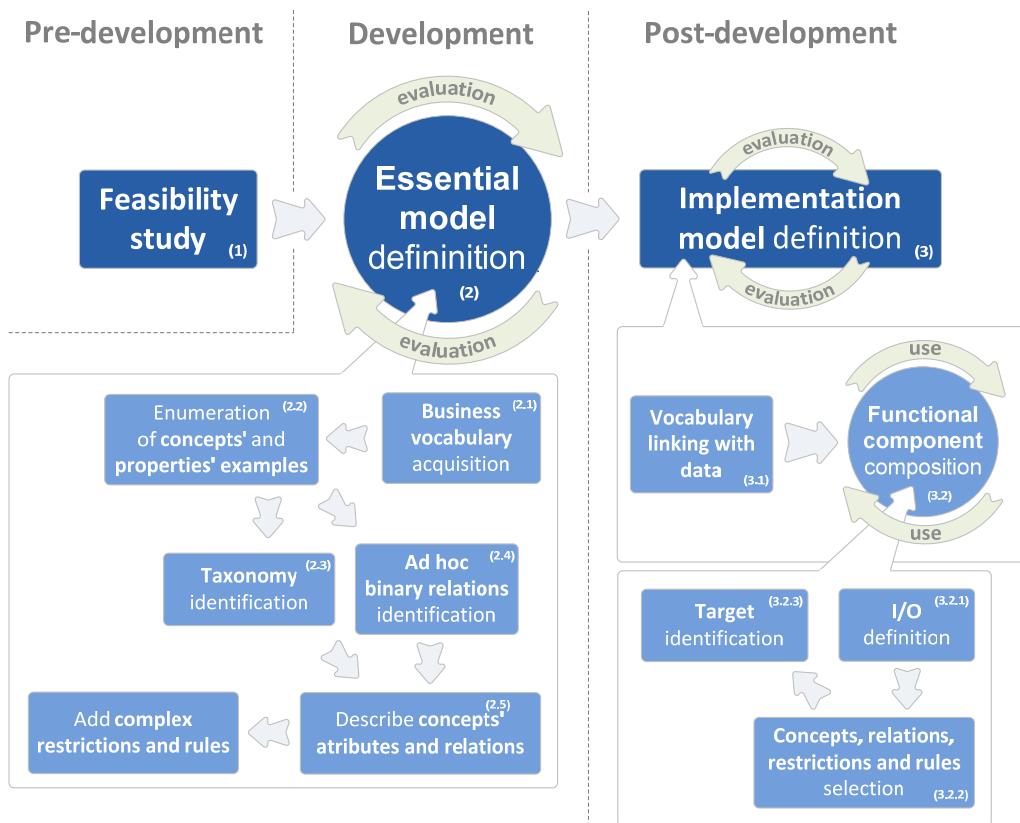 Pre-development
Development
Post-development
evaluation
Feasibility
study
(1)
Essential
model
defininition
(2)
evaluation
evaluation
Implementation
model definition
(3)
evaluation
Enumeration
(2.2)
of concepts' and
properties' examples
Business
(2.1)
vocabulary
acquisition
Taxonomy
(2.3)
identification
Ad hoc
(2.4)
binary relations
identification
(2.5)
Describe concepts'
atributes and relations
Add complex
restrictions and rules
Vocabulary
linking with
data
(3.1)
use
Functional
component
composition
(3.2)
use
Target
(3.2.3)
identification
I/O
(3.2.1)
definition
Concepts, relations,
restrictions and rules
selection
(3.2.2)